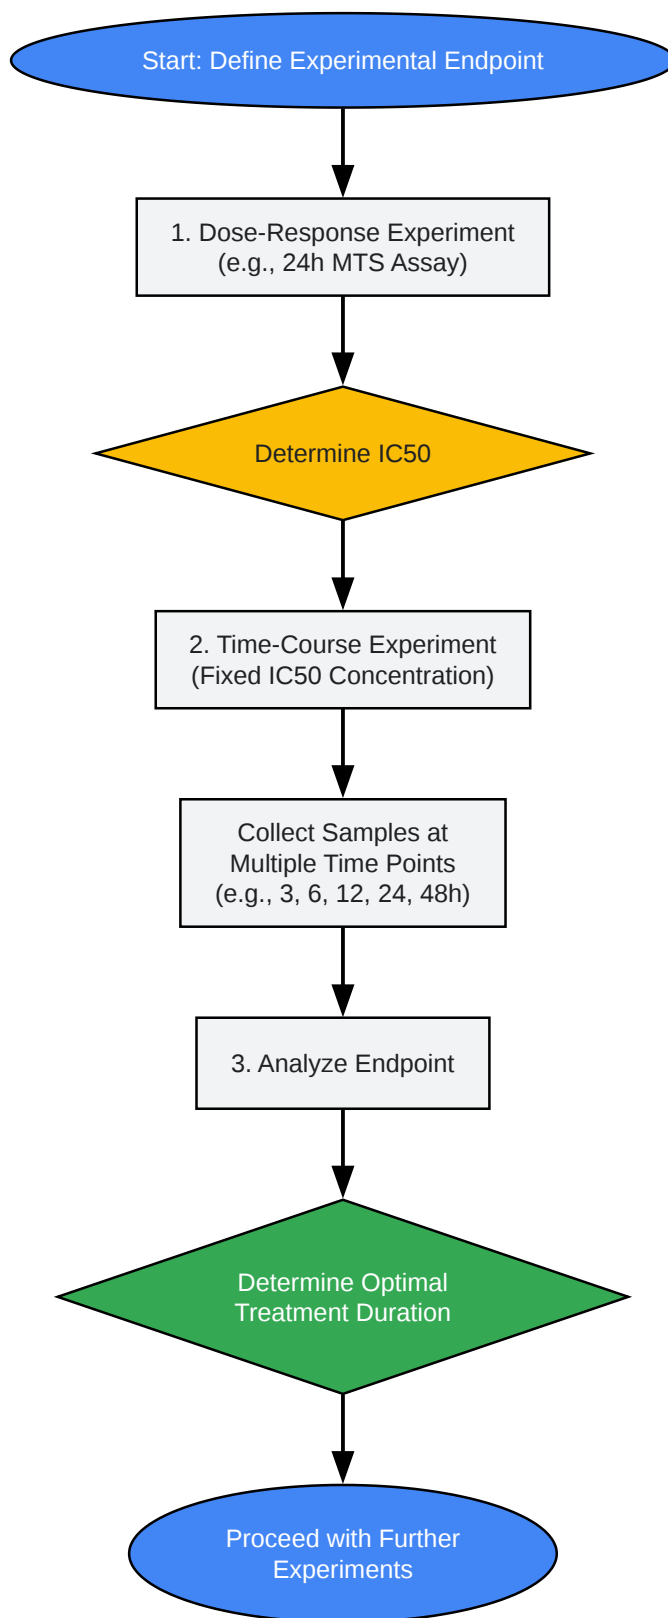 Start: Define Experimental Endpoint
1. Dose-Response Experiment
(e.g., 24h MTS Assay)
Determine IC50
2. Time-Course Experiment
(Fixed IC50 Concentration)
Collect Samples at
Multiple Time Points
(e.g., 3, 6, 12, 24, 48h)
3. Analyze Endpoint
Determine Optimal
Treatment Duration
Proceed with Further
Experiments